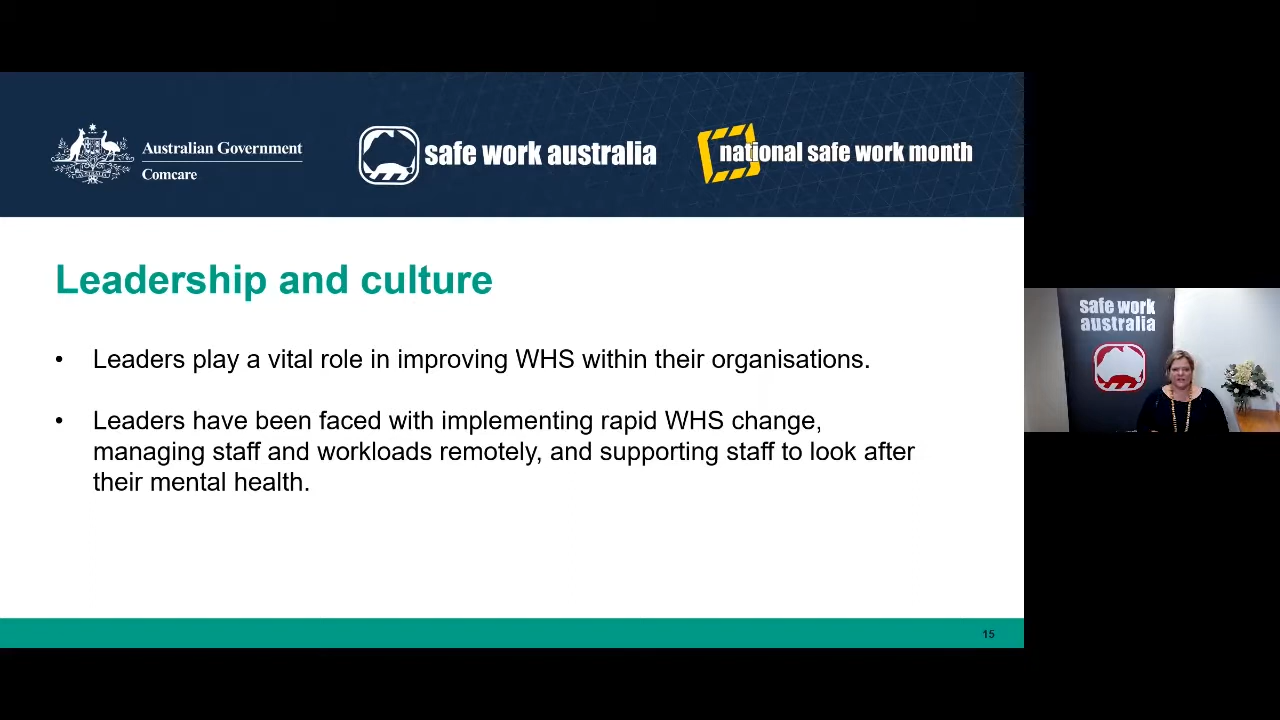 Australian Government
Comcare
safe work australia
national safe work month
Leadership and culture
• Leaders play a vital role in improving WHS within their organisations.
• Leaders have been faced with implementing rapid WHS change,
managing staff and workloads remotely, and supporting staff to look after
their mental health.
15
safe work
australia